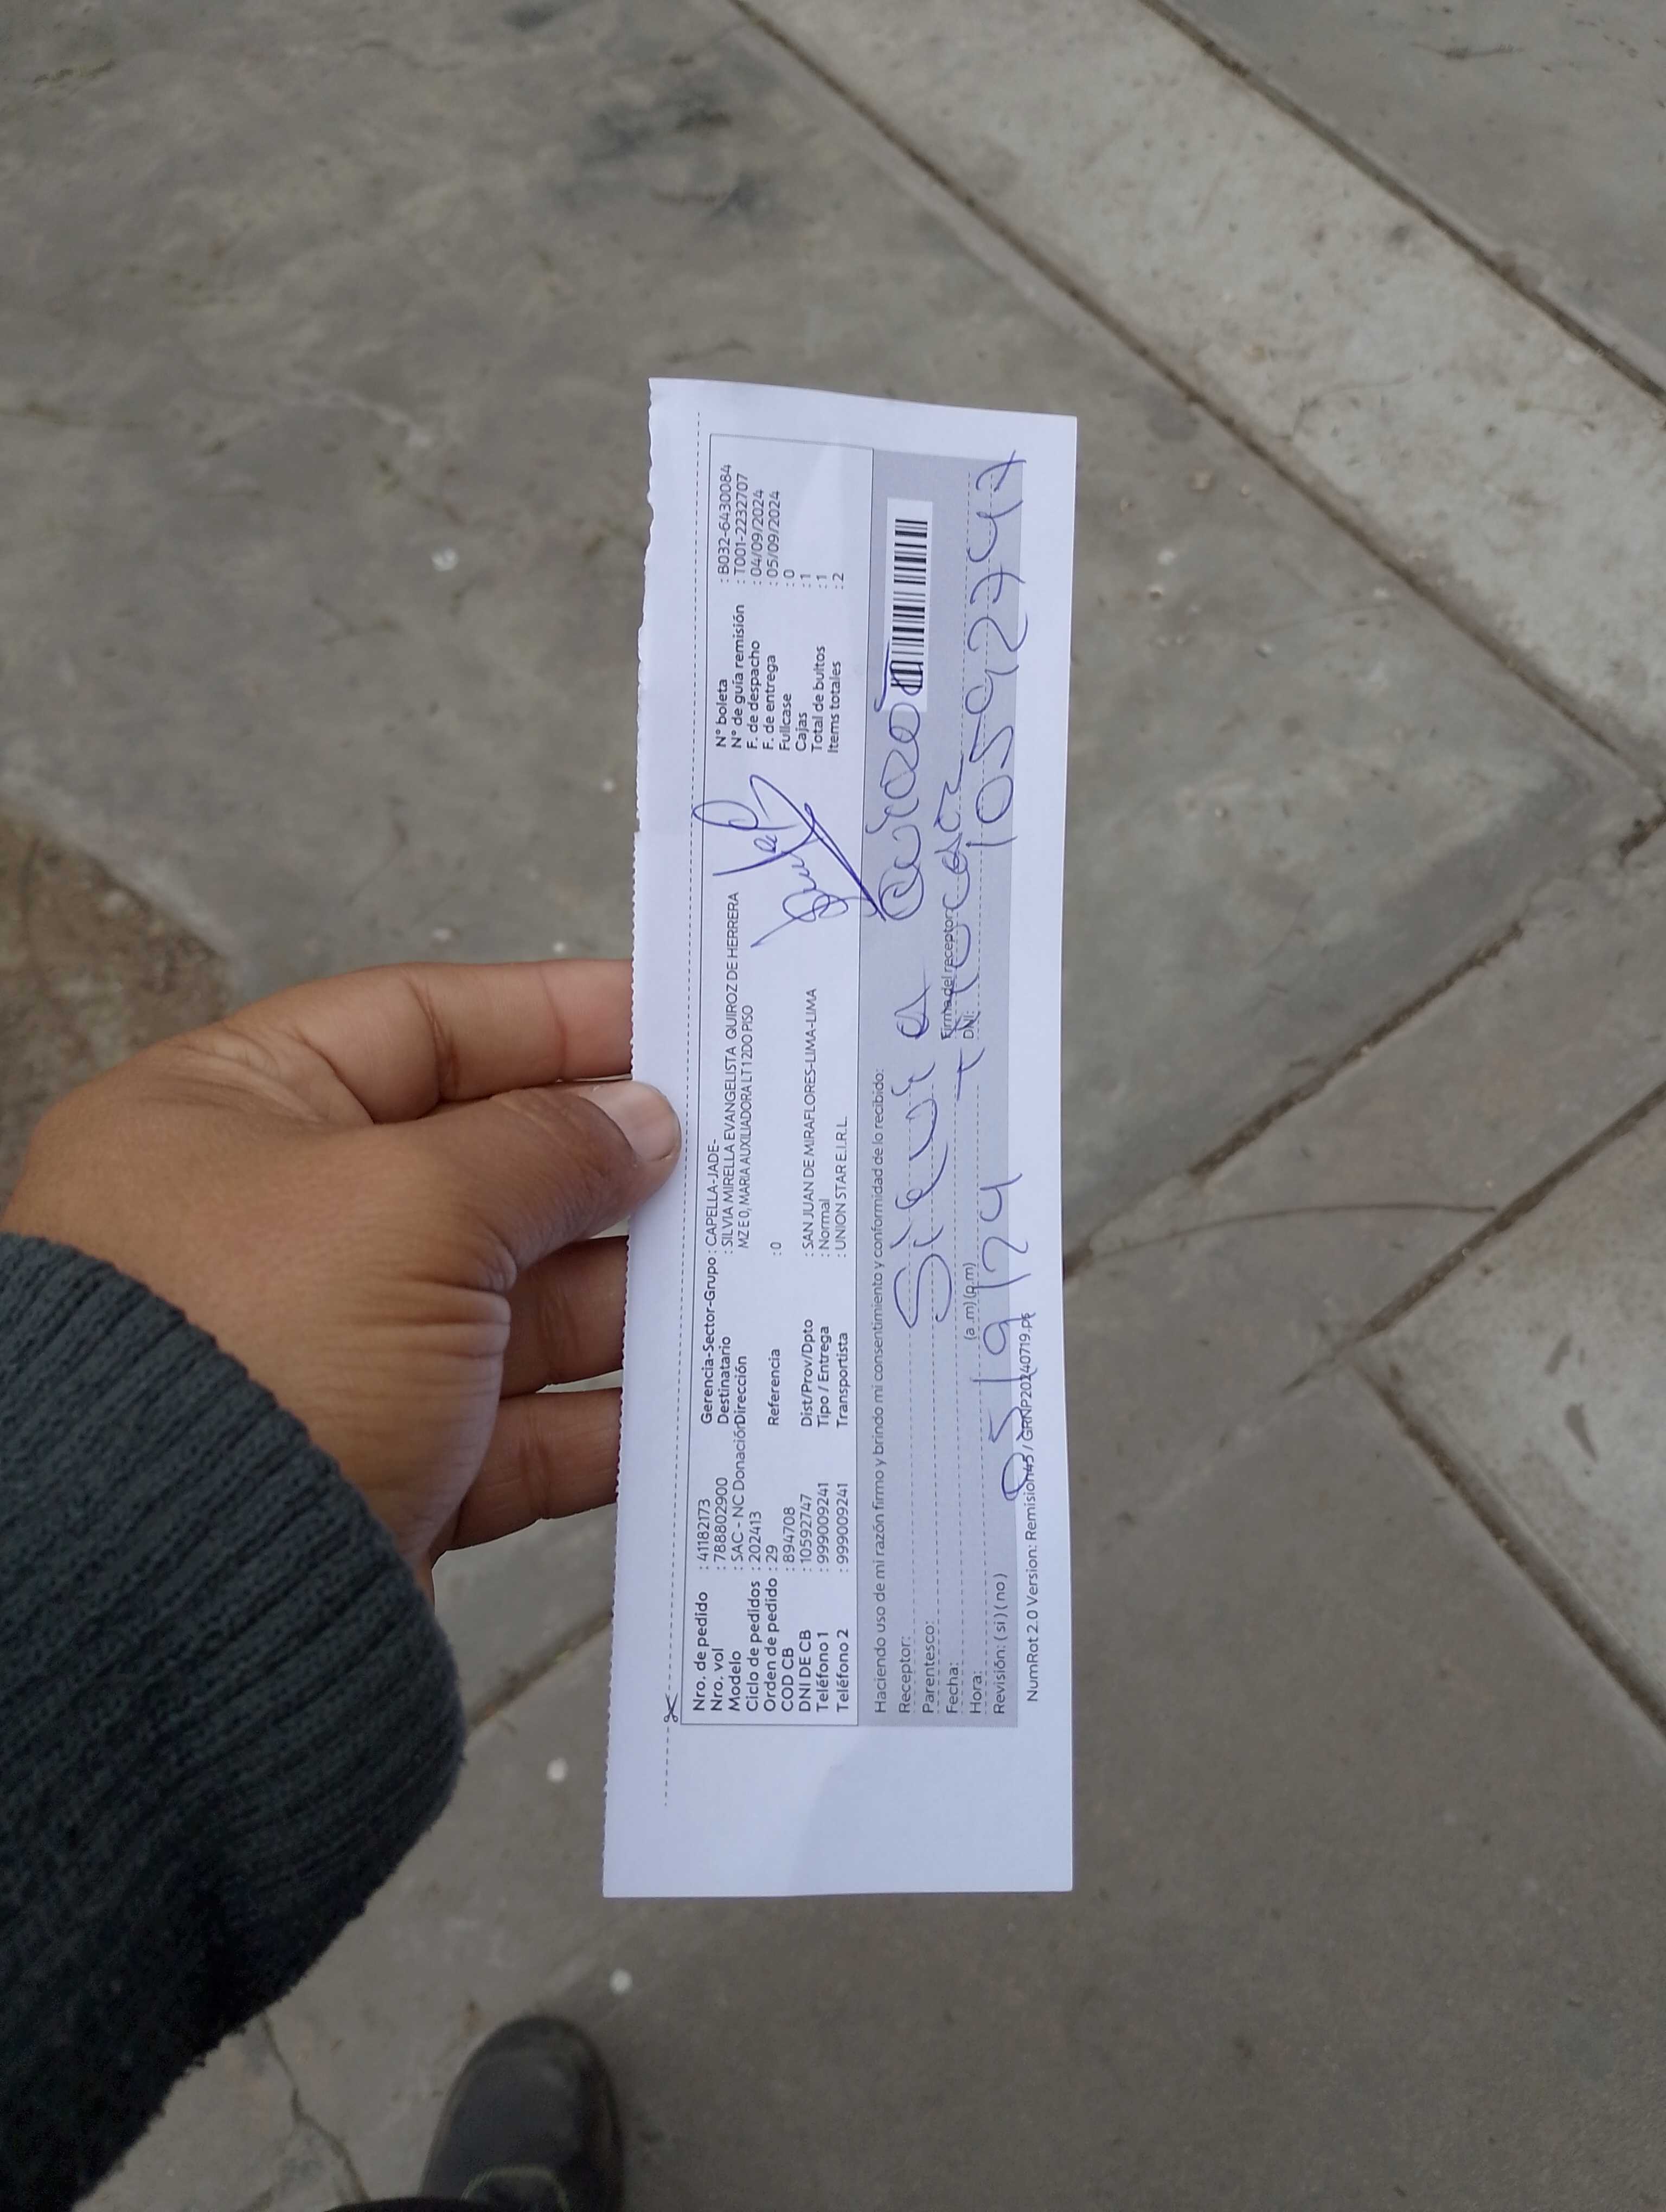 Nro. de pedido : 41182173 Gerencia-Sector-Grupo : CAPELLA-JADE- N° boleta : B032-6430084
Nro. vol : 788802900 Destinatario : SILVIA MIRELLA EVANGELISTA QUIROZ DE HERRERA N° de guía remisión : T001-2232707
Modelo : SAC - NC Donación Dirección MZ E 0, MARIA AUXILIADORA LT 12DO PISO F. de despacho : 04/09/2024
Ciclo de pedidos : 202413 F. de entrega : 05/09/2024
Orden de pedido : 29 Referencia : 0 Fullcase : 0
COD CB : 894708 Cajas : 1
DNI DE CB : 10592747 Dist/Prov/Dpto : SAN JUAN DE MIRAFLORES-LIMA-LIMA Total de bultos : 1
Teléfono 1 : 999009241 Tipo / Entrega : Normal Items totales : 2
Teléfono 2 : 999009241 Transportista : UNION STAR E.I.R.L.
Haciendo uso de mi razón firmo y brindo mi consentimiento y conformidad de lo recibido:
Receptor: Silvia Quiroz
Parentesco: Titular
Fecha: Firma del receptor
Hora: (a.m) (p.m) DNI: 10592747
05/9/24
Revisión: ( si ) ( no )
NumRot 2.0 Version: Remision45 / GRNP20240719.pe